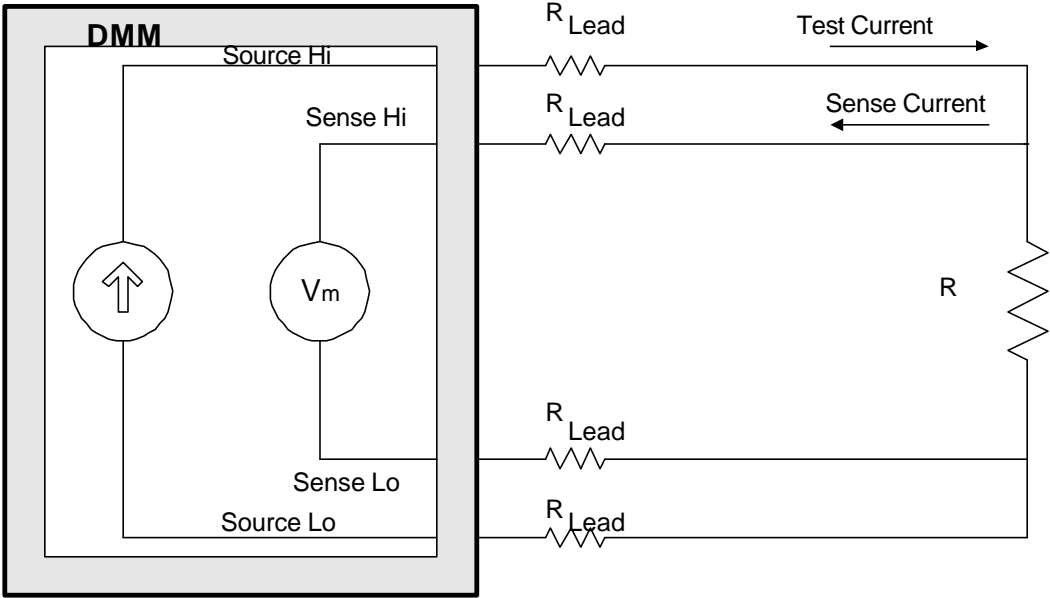 DMM
Source Hi
Sense Hi
Vm
Sense Lo
Source Lo
R Lead
Test Current
R Lead
Sense Current
R
R Lead
R Lead